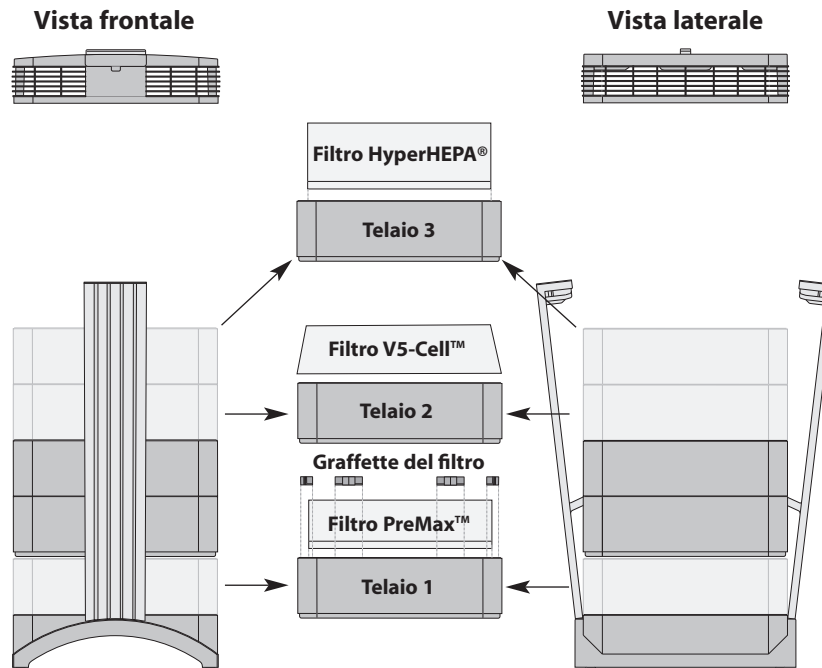 Vista frontale
Vista laterale
Filtro HyperHEPA®
Telaio 3
Filtro V5-Cell™
Telaio 2
Graffette del filtro
Filtro PreMax™
Telaio 1